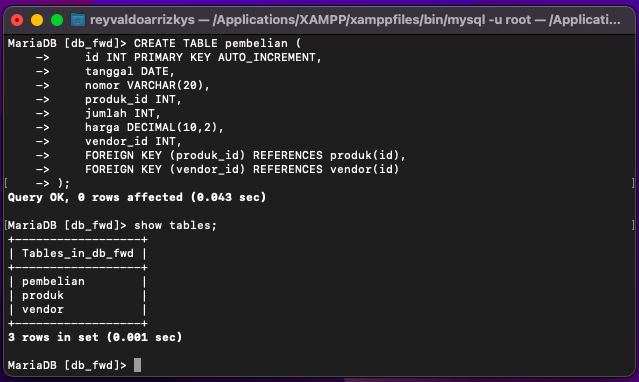 reyvaldoarrizkys — /Applications/XAMPP/xamppfiles/bin/mysql -u root — /Applicati...
MariaDB [db_fwd]> CREATE TABLE pembelian (
    ->     id INT PRIMARY KEY AUTO_INCREMENT,
    ->     tanggal DATE,
    ->     nomor VARCHAR(20),
    ->     produk_id INT,
    ->     jumlah INT,
    ->     harga DECIMAL(10,2),
    ->     vendor_id INT,
    ->     FOREIGN KEY (produk_id) REFERENCES produk(id),
    ->     FOREIGN KEY (vendor_id) REFERENCES vendor(id)
[    -> ); ]
Query OK, 0 rows affected (0.043 sec)
[MariaDB [db_fwd]> show tables; ]
+------------------+
| Tables_in_db_fwd |
+------------------+
| pembelian        |
| produk           |
| vendor           |
+------------------+
3 rows in set (0.001 sec)
MariaDB [db_fwd]>